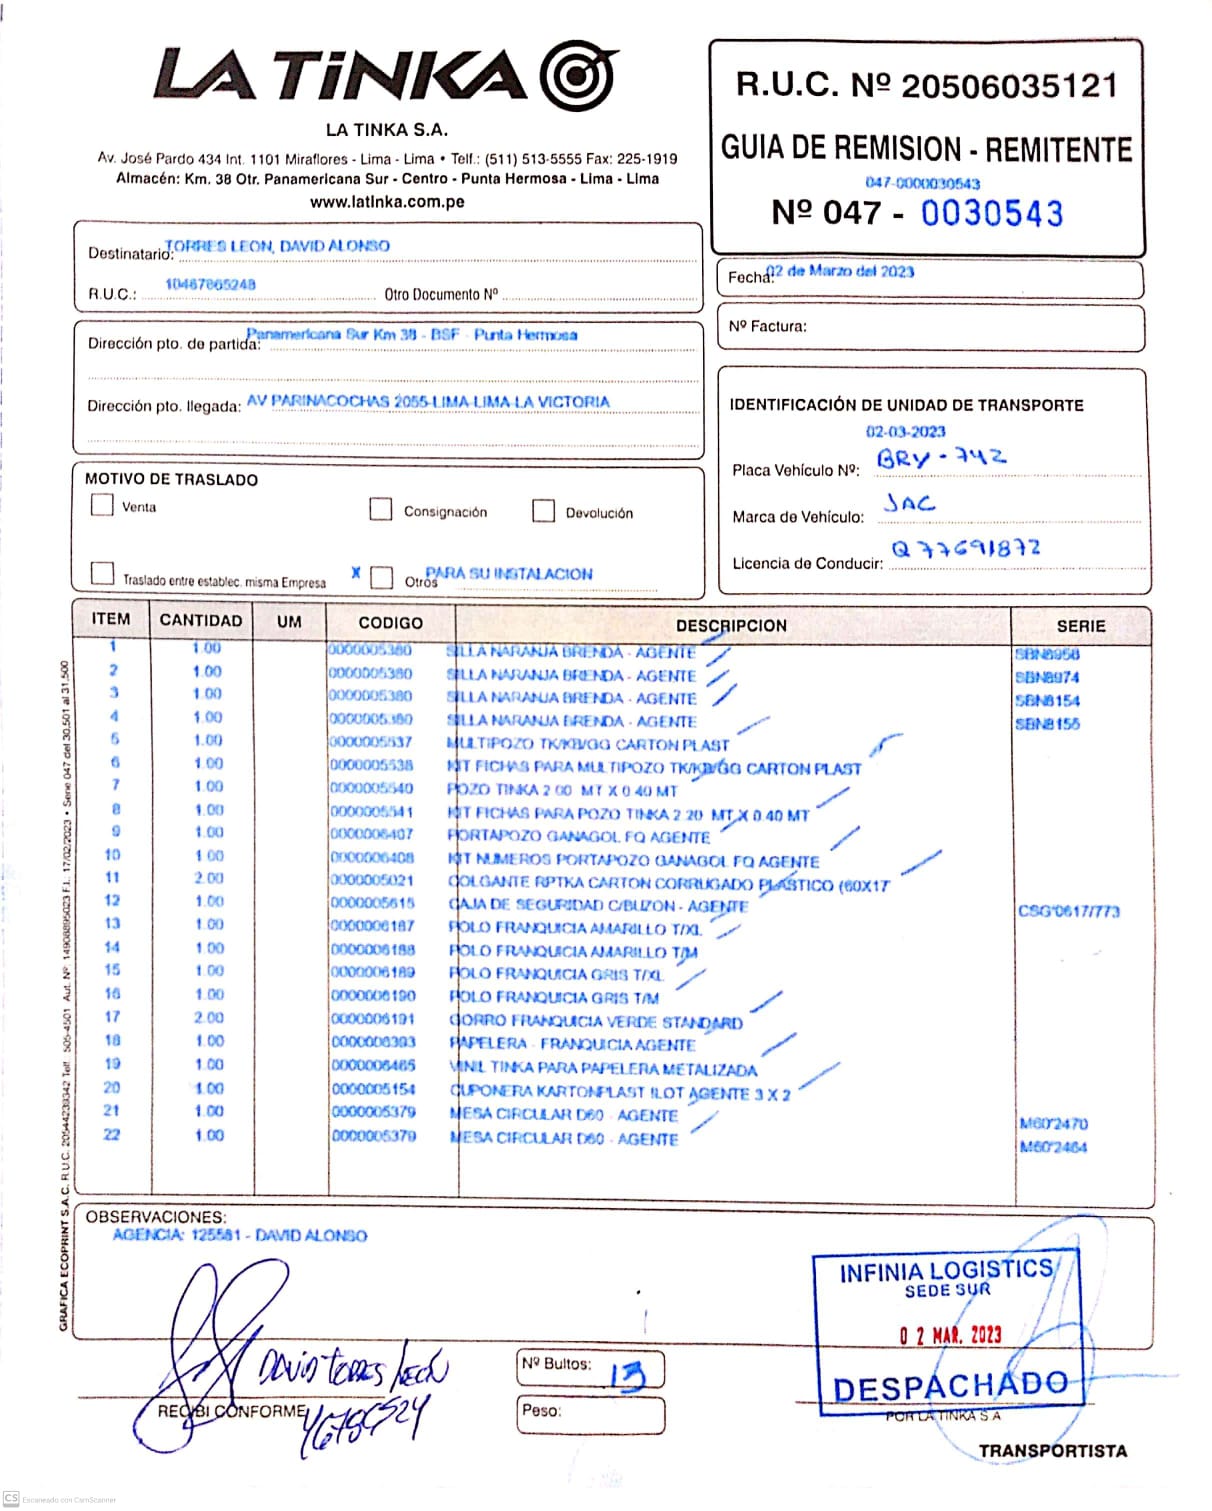 LA TiNKA
LA TINKA S.A.
Av. José Pardo 434 Int. 1101 Miraflores - Lima - Lima • Telf.: (511) 513-5555 Fax: 225-1919
Almacén: Km. 38 Otr. Panamericana Sur - Centro - Punta Hermosa - Lima - Lima
www.latinka.com.pe
R.U.C. Nº 20506035121
GUIA DE REMISION - REMITENTE
047-0000030543
Nº 047 - 0030543
Destinatario: TORRES LEON, DAVID ALONSO
R.U.C.: 10467865248 Otro Documento Nº
Fecha: 02 de Marzo del 2023
Nº Factura:
Dirección pto. de partida: Panamericana Sur Km 38 - BSF - Punta Hermosa
Dirección pto. llegada: AV PARINACOCHAS 2055-LIMA-LIMA-LA VICTORIA
IDENTIFICACIÓN DE UNIDAD DE TRANSPORTE
02-03-2023
Placa Vehículo Nº: BRY-742
Marca de Vehículo: JAC
Licencia de Conducir: Q77691872
MOTIVO DE TRASLADO
Venta Consignación Devolución
Traslado entre establec. misma Empresa X Otros PARA SU INSTALACION
ITEM CANTIDAD UM CODIGO DESCRIPCION SERIE
1 1.00 0000005380 SILLA NARANJA BRENDA - AGENTE SBN8956
2 1.00 0000005380 SILLA NARANJA BRENDA - AGENTE SBN8974
3 1.00 0000005380 SILLA NARANJA BRENDA - AGENTE SBN8154
4 1.00 0000005380 SILLA NARANJA BRENDA - AGENTE SBN8155
5 1.00 0000005537 MULTIPOZO TK/KB/GG CARTON PLAST
6 1.00 0000005538 KIT FICHAS PARA MULTIPOZO TK/KB/GG CARTON PLAST
7 1.00 0000005540 POZO TINKA 2 00 MT X 0 40 MT
8 1.00 0000005541 KIT FICHAS PARA POZO TINKA 2 20 MT X 0 40 MT
9 1.00 0000006407 PORTAPOZO GANAGOL FQ AGENTE
10 1 00 0000006408 KIT NUMEROS PORTAPOZO GANAGOL FQ AGENTE
11 2.00 0000005021 COLGANTE RPTKA CARTON CORRUGADO PLASTICO (60X17
12 1.00 0000005615 CAJA DE SEGURIDAD C/BUZON - AGENTE CSG'0617/773
13 1.00 0000006187 POLO FRANQUICIA AMARILLO T/XL
14 1.00 0000006188 POLO FRANQUICIA AMARILLO T/M
15 1.00 0000006189 POLO FRANQUICIA GRIS T/XL
16 1.00 0000006190 POLO FRANQUICIA GRIS T/M
17 2.00 0000006191 GORRO FRANQUICIA VERDE STANDARD
18 1.00 0000006393 PAPELERA - FRANQUICIA AGENTE
19 1.00 0000006465 VINIL TINKA PARA PAPELERA METALIZADA
20 1.00 0000005154 CUPONERA KARTONPLAST ILOT AGENTE 3 X 2
21 1.00 0000005379 MESA CIRCULAR D60 - AGENTE M60'2470
22 1.00 0000005379 MESA CIRCULAR D60 - AGENTE M60'2464
GRAFICA ECOPRINT S.A.C. R.U.C. 20544239342 Telf. 505-4501 Aut. Nº. 14908895023 F.I.: 17/02/2023 • Serie 047 del 30,501 al 31,500
OBSERVACIONES:
AGENCIA: 125581 - DAVID ALONSO
INFINIA LOGISTICS
SEDE SUR
02 MAR. 2023
DESPACHADO
DAVID TORRES LEÓN
RECIBI CONFORME
Nº Bultos: 13
Peso:
POR LA TINKA S A
TRANSPORTISTA
CS Escaneado con CamScanner